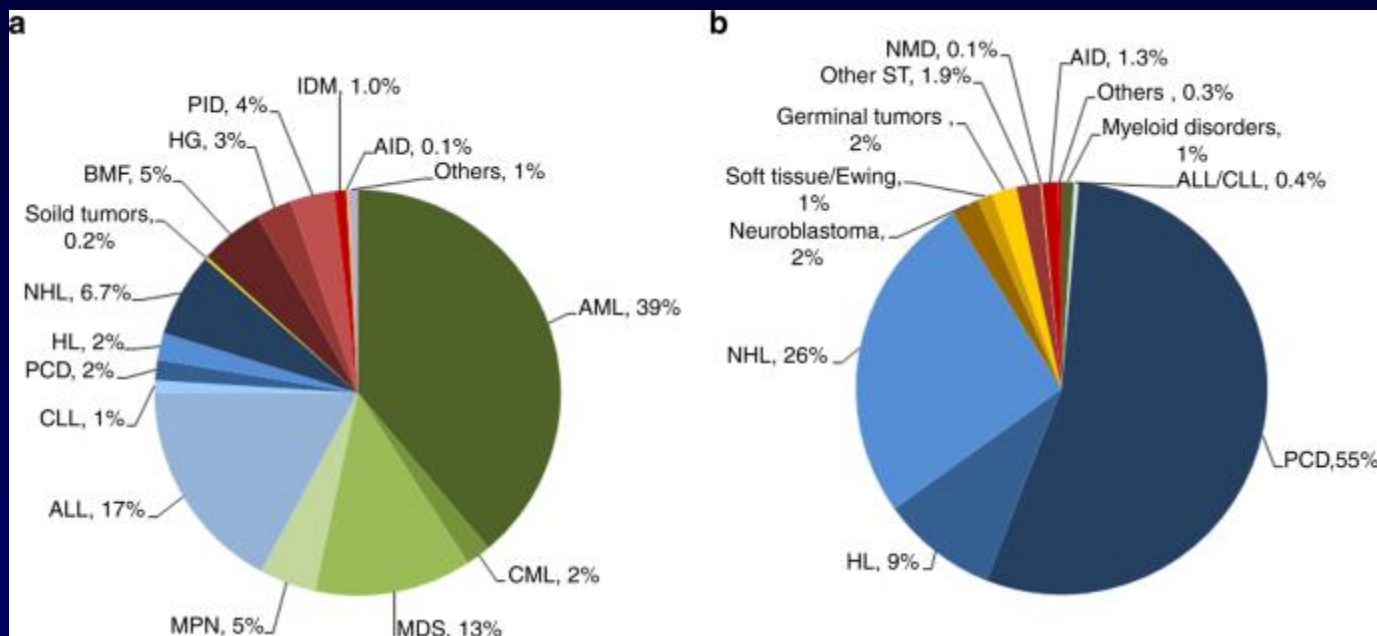 a
IDM, 1.0%
PID, 4%
HG, 3%
AID, 0.1%
Others, 1%
BMF, 5%
Soild tumors,
0.2%
NHL, 6.7%
HL, 2%
PCD, 2%
CLL, 1%
ALL, 17%
MPN, 5%
MDS, 13%
CML, 2%
AML, 39%
b
NMD, 0.1%
AID, 1.3%
Other ST, 1.9%
Others , 0.3%
Germinal tumors ,
2%
Myeloid disorders,
1%
Soft tissue/Ewing,
1%
ALL/CLL, 0.4%
Neuroblastoma,
2%
NHL, 26%
PCD,55%
HL, 9%